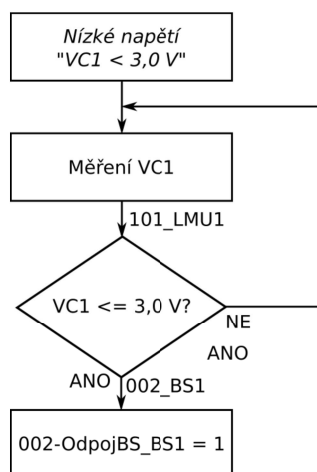 Nízké napětí
"VC1 < 3,0 V"
Měření VC1
101_LMU1
VC1 <= 3,0 V?
NE
ANO
ANO
002_BS1
002-OdpojBS_BS1 = 1